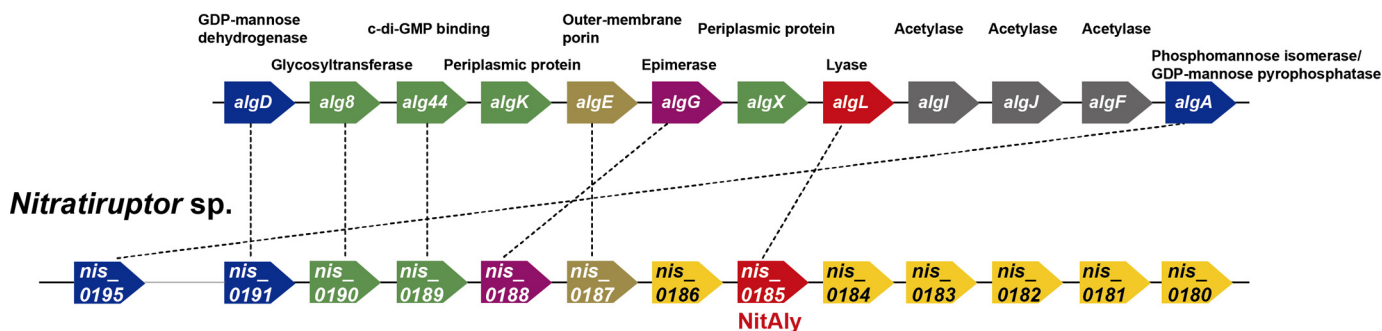 GDP-mannose
dehydrogenase
c-di-GMP binding
Outer-membrane
porin
Periplasmic protein
Acetylase
Acetylase
Acetylase
Phosphomannose isomerase/
GDP-mannose pyrophosphatase
Glycosyltransferase
Periplasmic protein
Epimerase
Lyase
algD
alg8
alg44
algK
algE
algG
algX
algL
algI
algJ
algF
algA
Nitratiruptor sp.
nis_
0195
nis_
0191
nis_
0190
nis_
0189
nis_
0188
nis_
0187
nis_
0186
nis_
0185
nis_
0184
nis_
0183
nis_
0182
nis_
0181
nis_
0180
NitAly